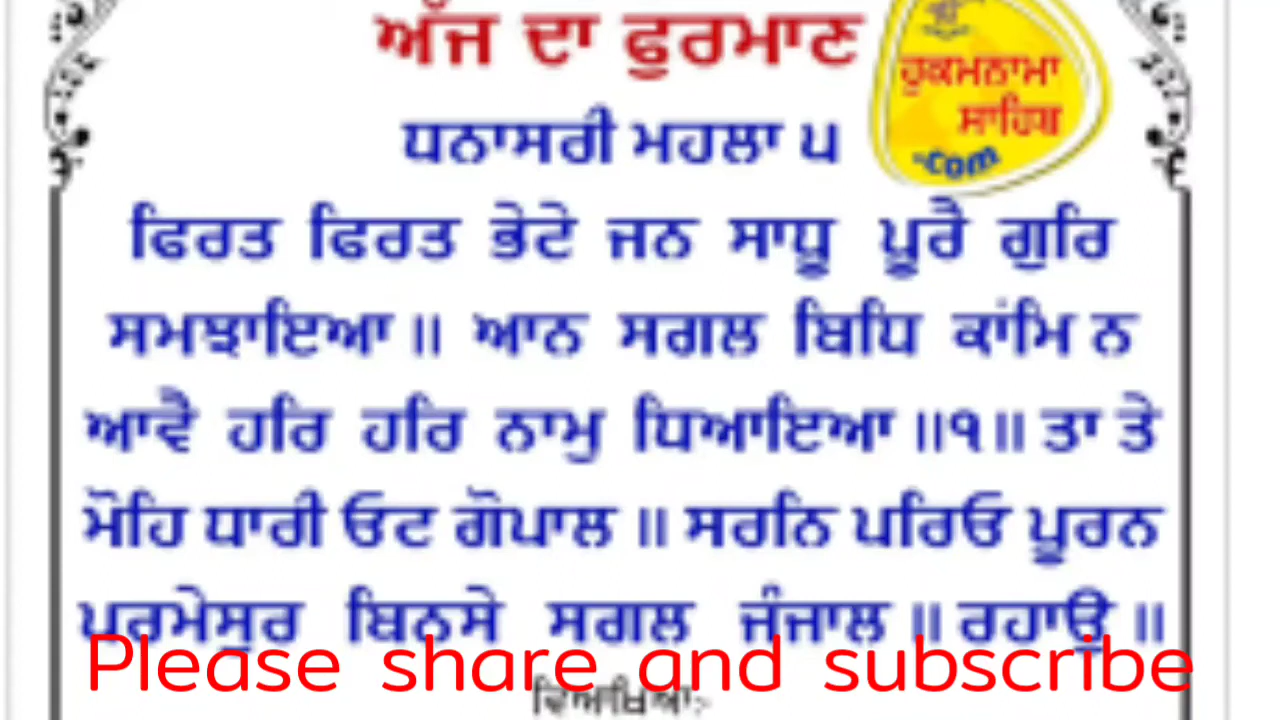 ਅੱਜ ਦਾ ਫੁਰਮਾਣ
ਹੁਕਮਨਾਮਾ
ਸਾਹਿਬ
.com
ਧਨਾਸਰੀ ਮਹਲਾ ੫
ਫਿਰਤ ਫਿਰਤ ਭੇਟੇ ਜਨ ਸਾਧੂ ਪੂਰੈ ਗੁਰਿ
ਸਮਝਾਇਆ ॥ ਆਨ ਸਗਲ ਬਿਧਿ ਕਾਂਮਿ ਨ
ਆਵੈ ਹਰਿ ਹਰਿ ਨਾਮੁ ਧਿਆਇਆ ॥੧॥ ਤਾ ਤੇ
ਮੋਹਿ ਧਾਰੀ ਓਟ ਗੋਪਾਲ ॥ ਸਰਨਿ ਪਰਿਓ ਪੂਰਨ
ਪਰਮੇਸੁਰ ਬਿਨਸੇ ਸਗਲ ਜੰਜਾਲ ॥ ਰਹਾਉ ॥
Please share and subscribe
ਵਿਆਖਿਆ:-